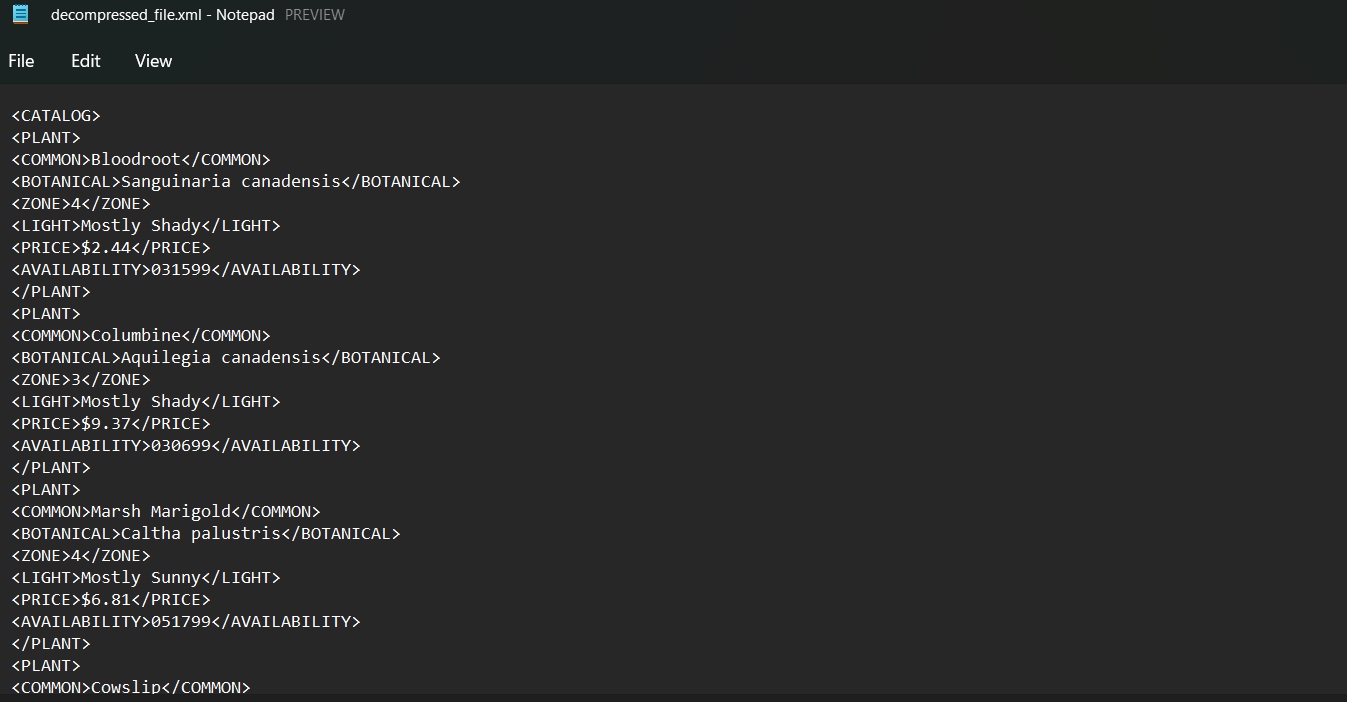 decompressed_file.xml - Notepad PREVIEW
File Edit View
<CATALOG>
<PLANT>
<COMMON>Bloodroot</COMMON>
<BOTANICAL>Sanguinaria canadensis</BOTANICAL>
<ZONE>4</ZONE>
<LIGHT>Mostly Shady</LIGHT>
<PRICE>$2.44</PRICE>
<AVAILABILITY>031599</AVAILABILITY>
</PLANT>
<PLANT>
<COMMON>Columbine</COMMON>
<BOTANICAL>Aquilegia canadensis</BOTANICAL>
<ZONE>3</ZONE>
<LIGHT>Mostly Shady</LIGHT>
<PRICE>$9.37</PRICE>
<AVAILABILITY>030699</AVAILABILITY>
</PLANT>
<PLANT>
<COMMON>Marsh Marigold</COMMON>
<BOTANICAL>Caltha palustris</BOTANICAL>
<ZONE>4</ZONE>
<LIGHT>Mostly Sunny</LIGHT>
<PRICE>$6.81</PRICE>
<AVAILABILITY>051799</AVAILABILITY>
</PLANT>
<PLANT>
<COMMON>Cowslip</COMMON>